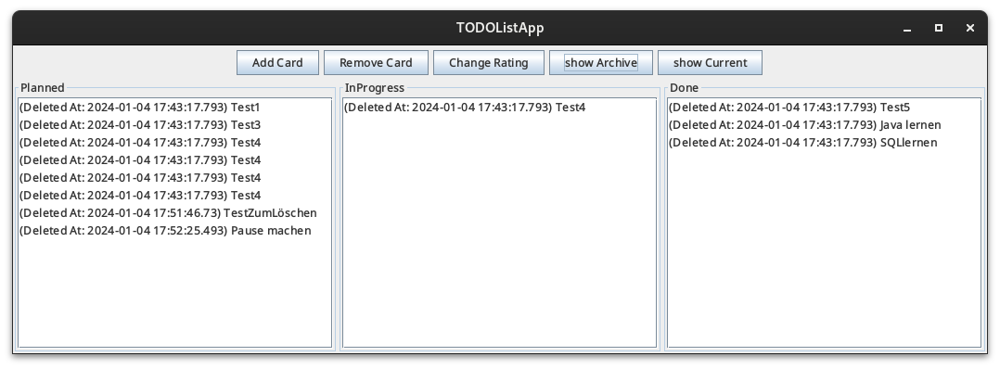 TODOListApp
Add Card
Remove Card
Change Rating
show Archive
show Current
Planned
(Deleted At: 2024-01-04 17:43:17.793) Test1
(Deleted At: 2024-01-04 17:43:17.793) Test3
(Deleted At: 2024-01-04 17:43:17.793) Test4
(Deleted At: 2024-01-04 17:43:17.793) Test4
(Deleted At: 2024-01-04 17:43:17.793) Test4
(Deleted At: 2024-01-04 17:43:17.793) Test4
(Deleted At: 2024-01-04 17:51:46.73) TestZumLöschen
(Deleted At: 2024-01-04 17:52:25.493) Pause machen
InProgress
(Deleted At: 2024-01-04 17:43:17.793) Test4
Done
(Deleted At: 2024-01-04 17:43:17.793) Test5
(Deleted At: 2024-01-04 17:43:17.793) Java lernen
(Deleted At: 2024-01-04 17:43:17.793) SQLlernen